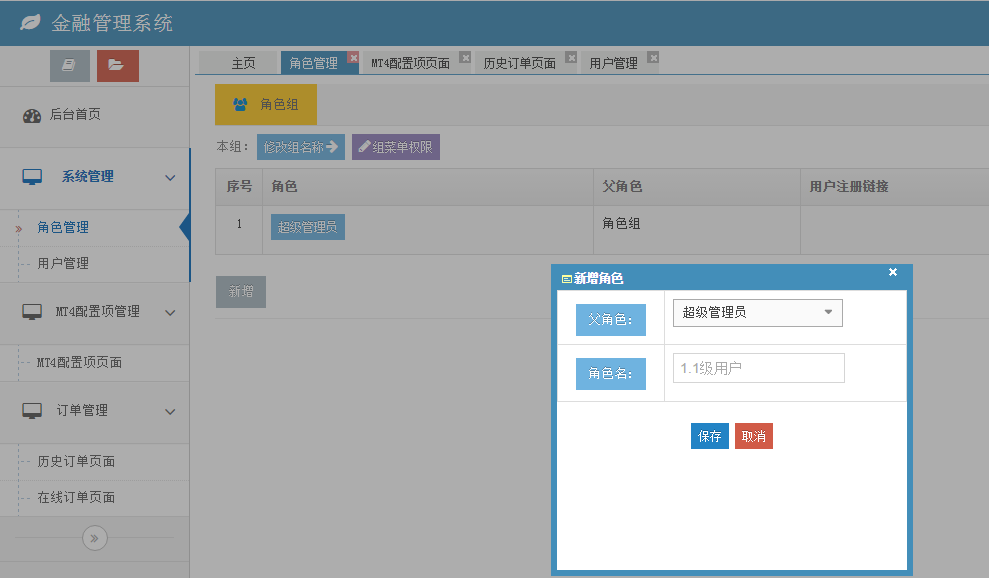 金融管理系统
主页 角色管理 MT4配置项页面 历史订单页面 用户管理
后台首页
系统管理
角色管理
用户管理
MT4配置项管理
MT4配置项页面
订单管理
历史订单页面
在线订单页面
角色组
本组： 修改组名称 组菜单权限
序号 角色 父角色 用户注册链接
1 超级管理员 角色组
新增
新增角色
父角色： 超级管理员
角色名： 1.1级用户
保存 取消